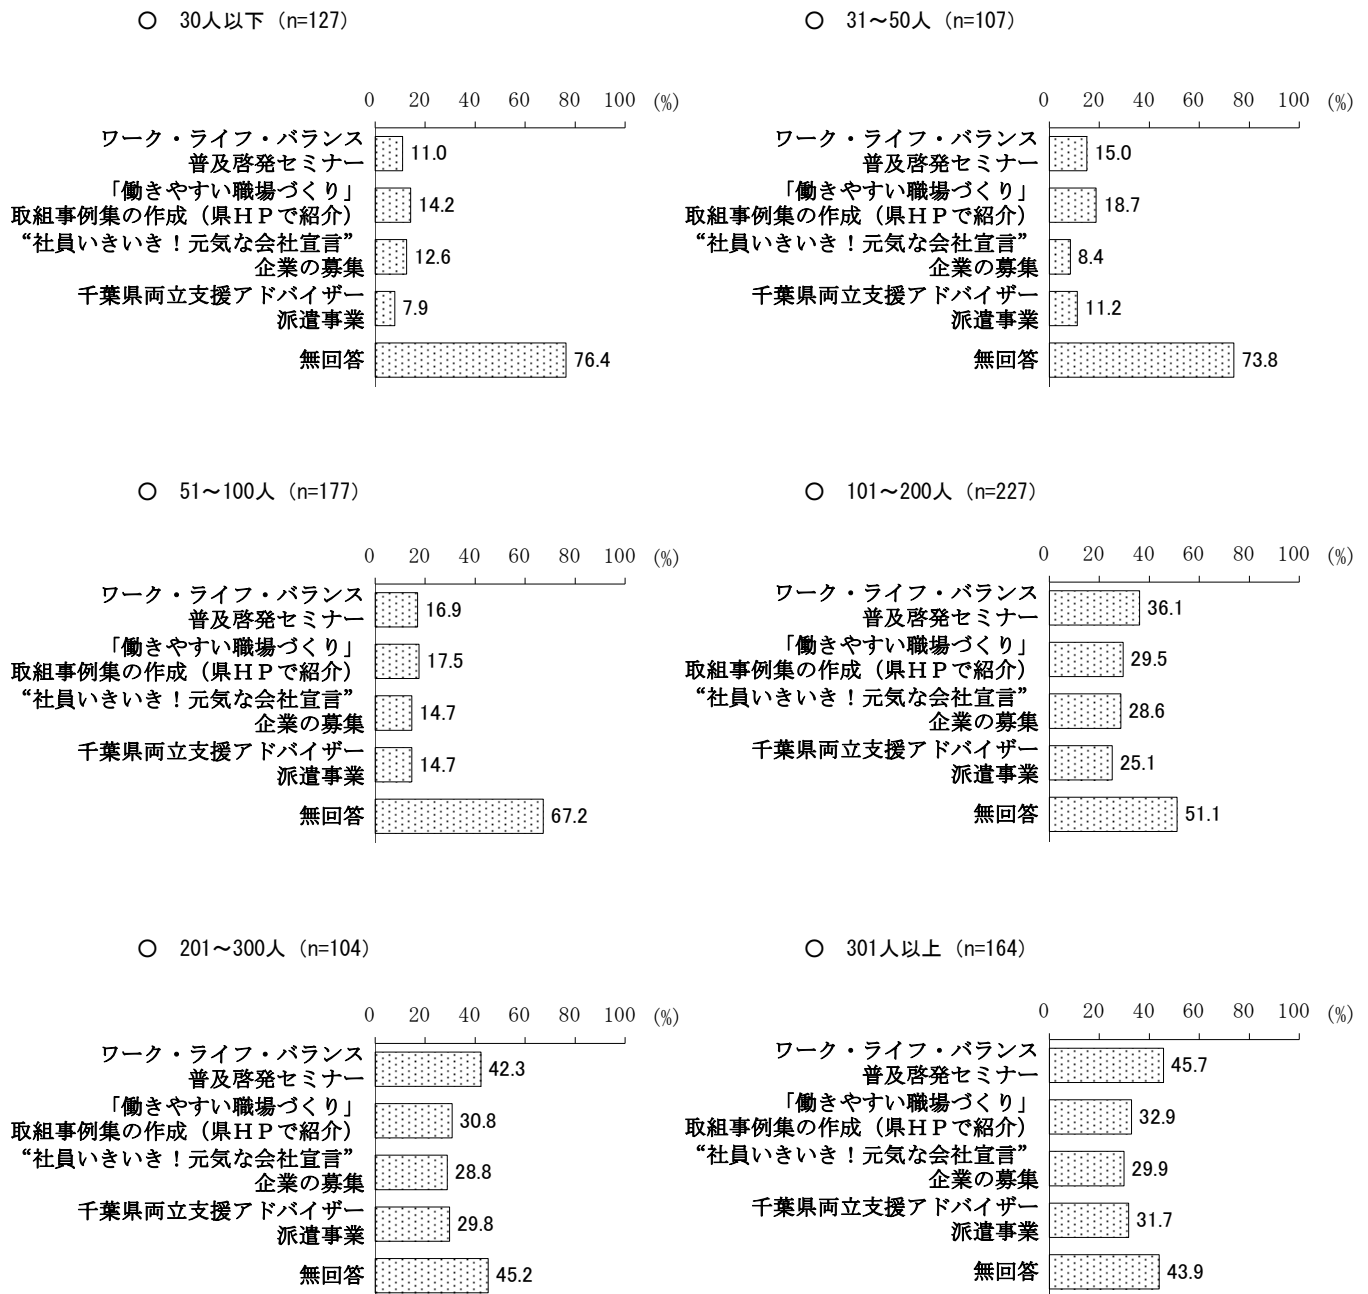 ○ 30人以下（n=127）
0 20 40 60 80 100 (%)
ワーク・ライフ・バランス
普及啓発セミナー
11.0
「働きやすい職場づくり」
取組事例集の作成（県ＨＰで紹介）
14.2
“社員いきいき！元気な会社宣言”
企業の募集
12.6
千葉県両立支援アドバイザー
派遣事業
7.9
無回答
76.4
○ 31～50人（n=107）
0 20 40 60 80 100 (%)
ワーク・ライフ・バランス
普及啓発セミナー
15.0
「働きやすい職場づくり」
取組事例集の作成（県ＨＰで紹介）
18.7
“社員いきいき！元気な会社宣言”
企業の募集
8.4
千葉県両立支援アドバイザー
派遣事業
11.2
無回答
73.8
○ 51～100人（n=177）
0 20 40 60 80 100 (%)
ワーク・ライフ・バランス
普及啓発セミナー
16.9
「働きやすい職場づくり」
取組事例集の作成（県ＨＰで紹介）
17.5
“社員いきいき！元気な会社宣言”
企業の募集
14.7
千葉県両立支援アドバイザー
派遣事業
14.7
無回答
67.2
○ 101～200人（n=227）
0 20 40 60 80 100 (%)
ワーク・ライフ・バランス
普及啓発セミナー
36.1
「働きやすい職場づくり」
取組事例集の作成（県ＨＰで紹介）
29.5
“社員いきいき！元気な会社宣言”
企業の募集
28.6
千葉県両立支援アドバイザー
派遣事業
25.1
無回答
51.1
○ 201～300人（n=104）
0 20 40 60 80 100 (%)
ワーク・ライフ・バランス
普及啓発セミナー
42.3
「働きやすい職場づくり」
取組事例集の作成（県ＨＰで紹介）
30.8
“社員いきいき！元気な会社宣言”
企業の募集
28.8
千葉県両立支援アドバイザー
派遣事業
29.8
無回答
45.2
○ 301人以上（n=164）
0 20 40 60 80 100 (%)
ワーク・ライフ・バランス
普及啓発セミナー
45.7
「働きやすい職場づくり」
取組事例集の作成（県ＨＰで紹介）
32.9
“社員いきいき！元気な会社宣言”
企業の募集
29.9
千葉県両立支援アドバイザー
派遣事業
31.7
無回答
43.9